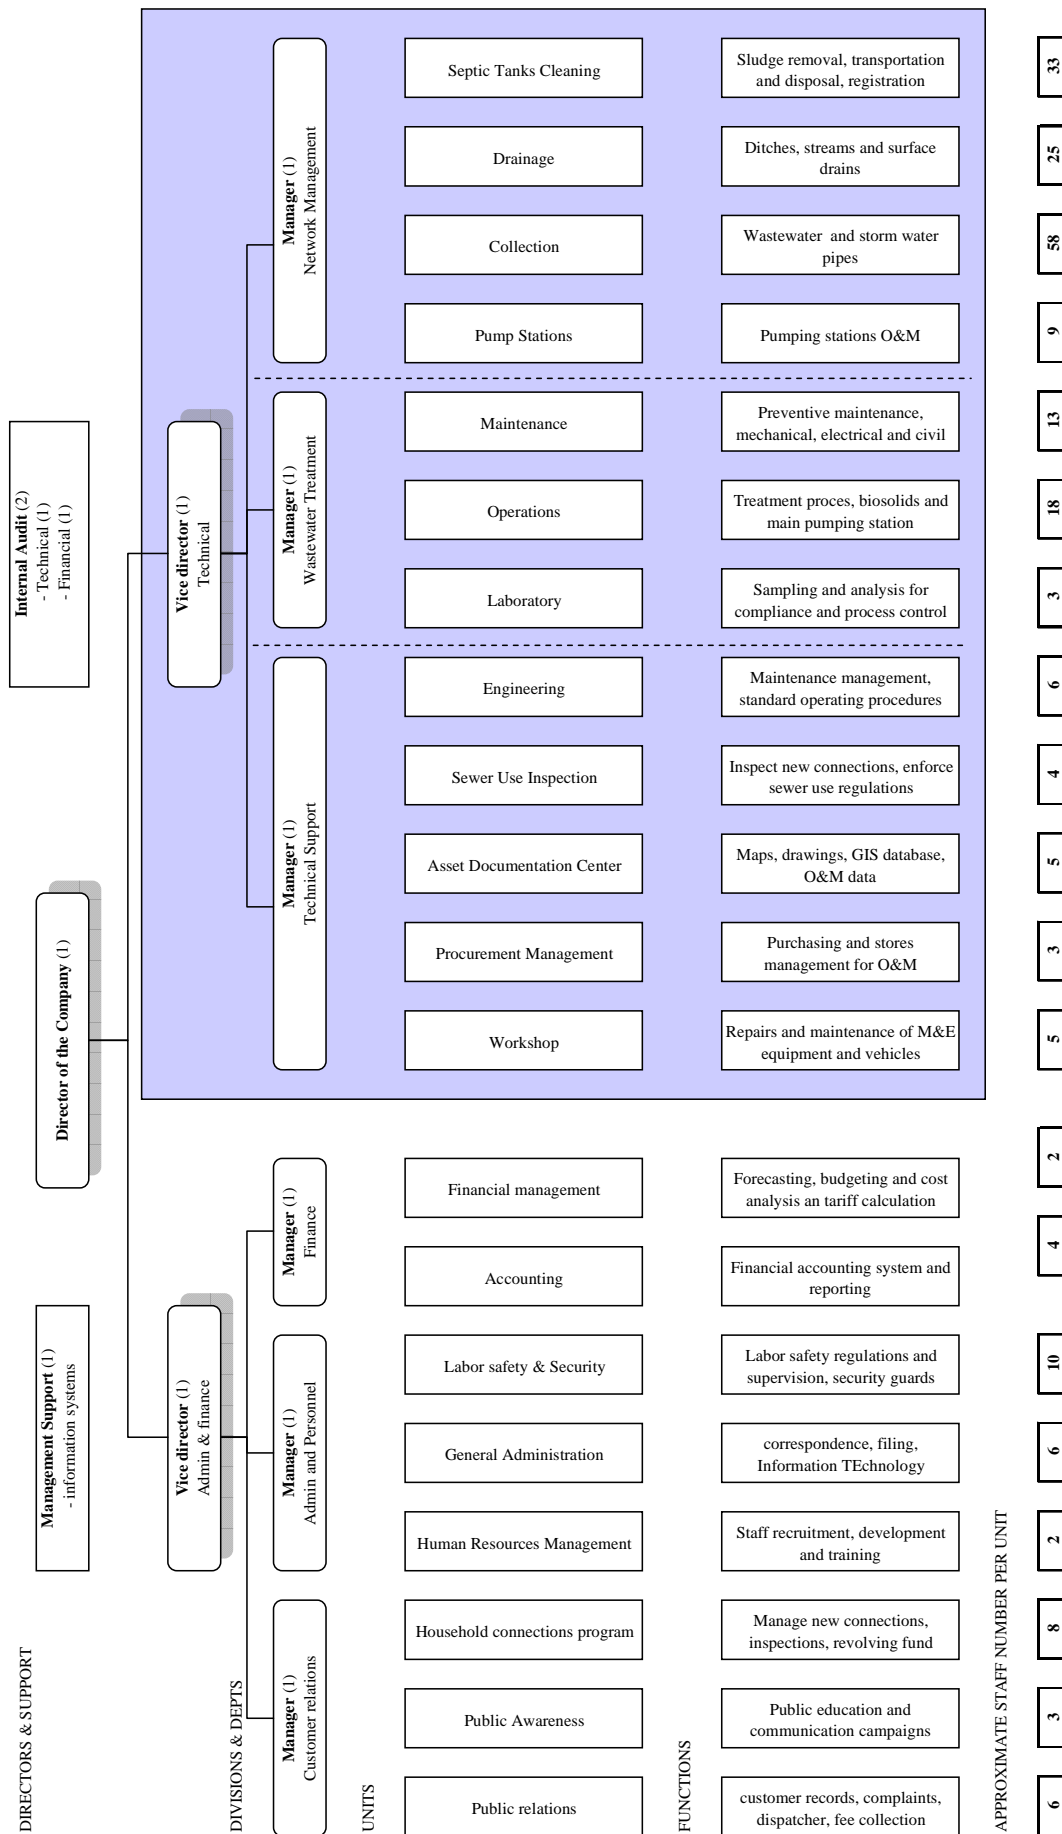 DIRECTORS & SUPPORT
Management Support (1)
- information systems
Director of the Company (1)
Internal Audit (2)
- Technical (1)
- Financial (1)
DIVISIONS & DEPTS
Vice director (1)
Admin & finance
Vice director (1)
Technical
Manager (1)
Customer relations
Manager (1)
Admin and Personnel
Manager (1)
Finance
Manager (1)
Technical Support
Manager (1)
Wastewater Treatment
Manager (1)
Network Management
UNITS
Septic Tanks Cleaning
Drainage
Collection
Pump Stations
Maintenance
Operations
Laboratory
Engineering
Sewer Use Inspection
Asset Documentation Center
Procurement Management
Workshop
Financial management
Accounting
Labor safety & Security
General Administration
Human Resources Management
Household connections program
Public Awareness
Public relations
FUNCTIONS
Sludge removal, transportation
and disposal, registration
Ditches, streams and surface
drains
Wastewater and storm water
pipes
Pumping stations O&M
Preventive maintenance,
mechanical, electrical and civil
Treatment proces, biosolids and
main pumping station
Sampling and analysis for
compliance and process control
Maintenance management,
standard operating procedures
Inspect new connections, enforce
sewer use regulations
Maps, drawings, GIS database,
O&M data
Purchasing and stores
management for O&M
Repairs and maintenance of M&E
equipment and vehicles
Forecasting, budgeting and cost
analysis an tariff calculation
Financial accounting system and
reporting
Labor safety regulations and
supervision, security guards
correspondence, filing,
Information TEchnology
Staff recruitment, development
and training
Manage new connections,
inspections, revolving fund
Public education and
communication campaigns
customer records, complaints,
dispatcher, fee collection
APPROXIMATE STAFF NUMBER PER UNIT
33
25
58
9
13
18
3
6
4
5
3
5
2
4
10
6
2
8
3
6